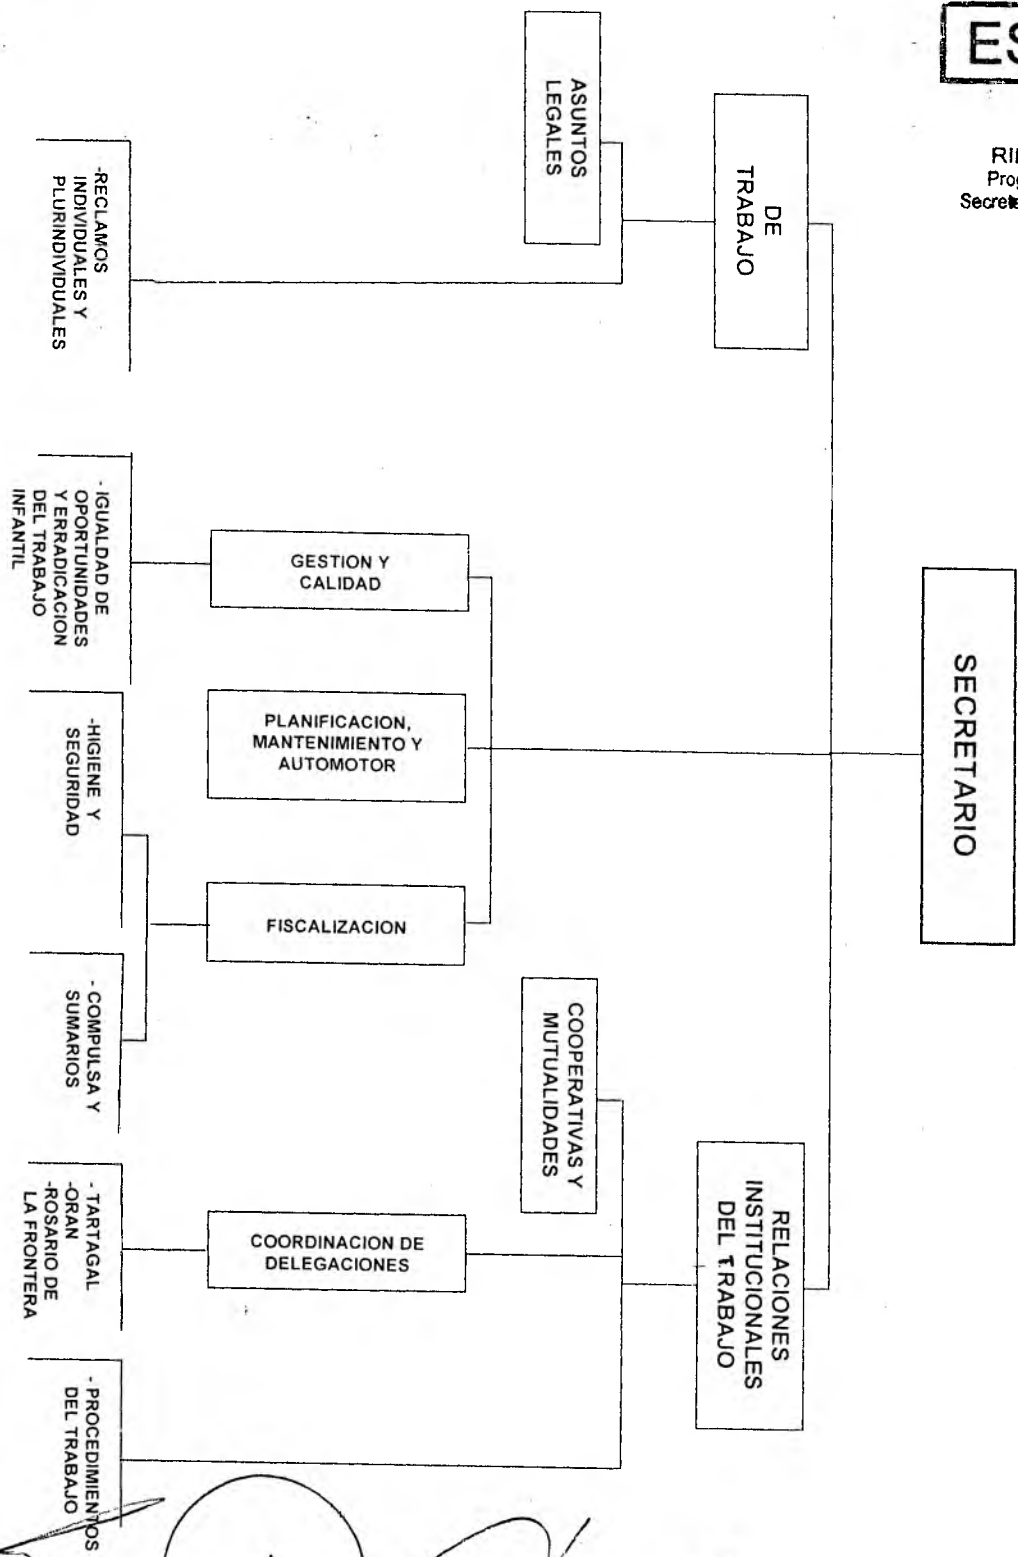 ES
RI
Prog
Secret
SECRETARIO
DE
TRABAJO
RELACIONES
INSTITUCIONALES
DEL TRABAJO
ASUNTOS
LEGALES
COOPERATIVAS Y
MUTUALIDADES
GESTION Y
CALIDAD
PLANIFICACION,
MANTENIMIENTO Y
AUTOMOTOR
FISCALIZACION
COORDINACION DE
DELEGACIONES
-RECLAMOS
INDIVIDUALES Y
PLURINDIVIDUALES
- IGUALDAD DE
OPORTUNIDADES
Y ERRADICACION
DEL TRABAJO
INFANTIL
-HIGIENE Y
SEGURIDAD
- COMPULSA Y
SUMARIOS
- TARTAGAL
-ORAN
-ROSARIO DE
LA FRONTERA
- PROCEDIMIENTOS
DEL TRABAJO